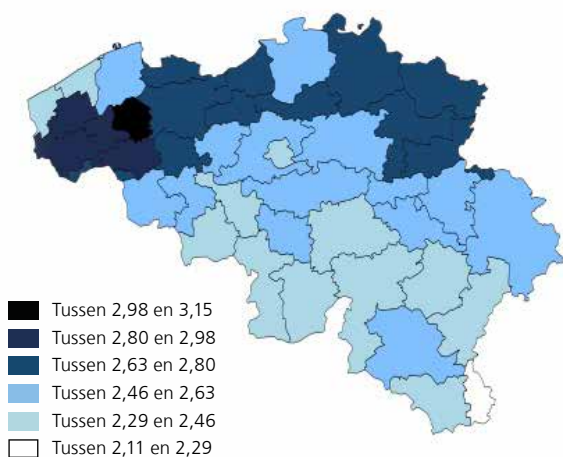 Tussen 2,98 en 3,15
Tussen 2,80 en 2,98
Tussen 2,63 en 2,80
Tussen 2,46 en 2,63
Tussen 2,29 en 2,46
Tussen 2,11 en 2,29